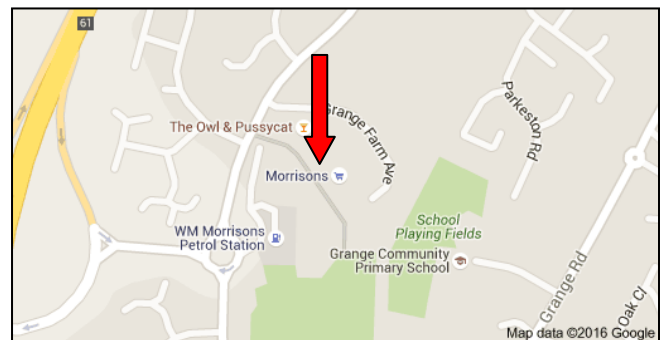 61
The Owl & Pussycat
Grange Farm Ave
Parkeston Rd
Morrisons
WM Morrisons
Petrol Station
School
Playing Fields
Grange Community
Primary School
Grange Rd
Oak Cl
Map data ©2016 Google